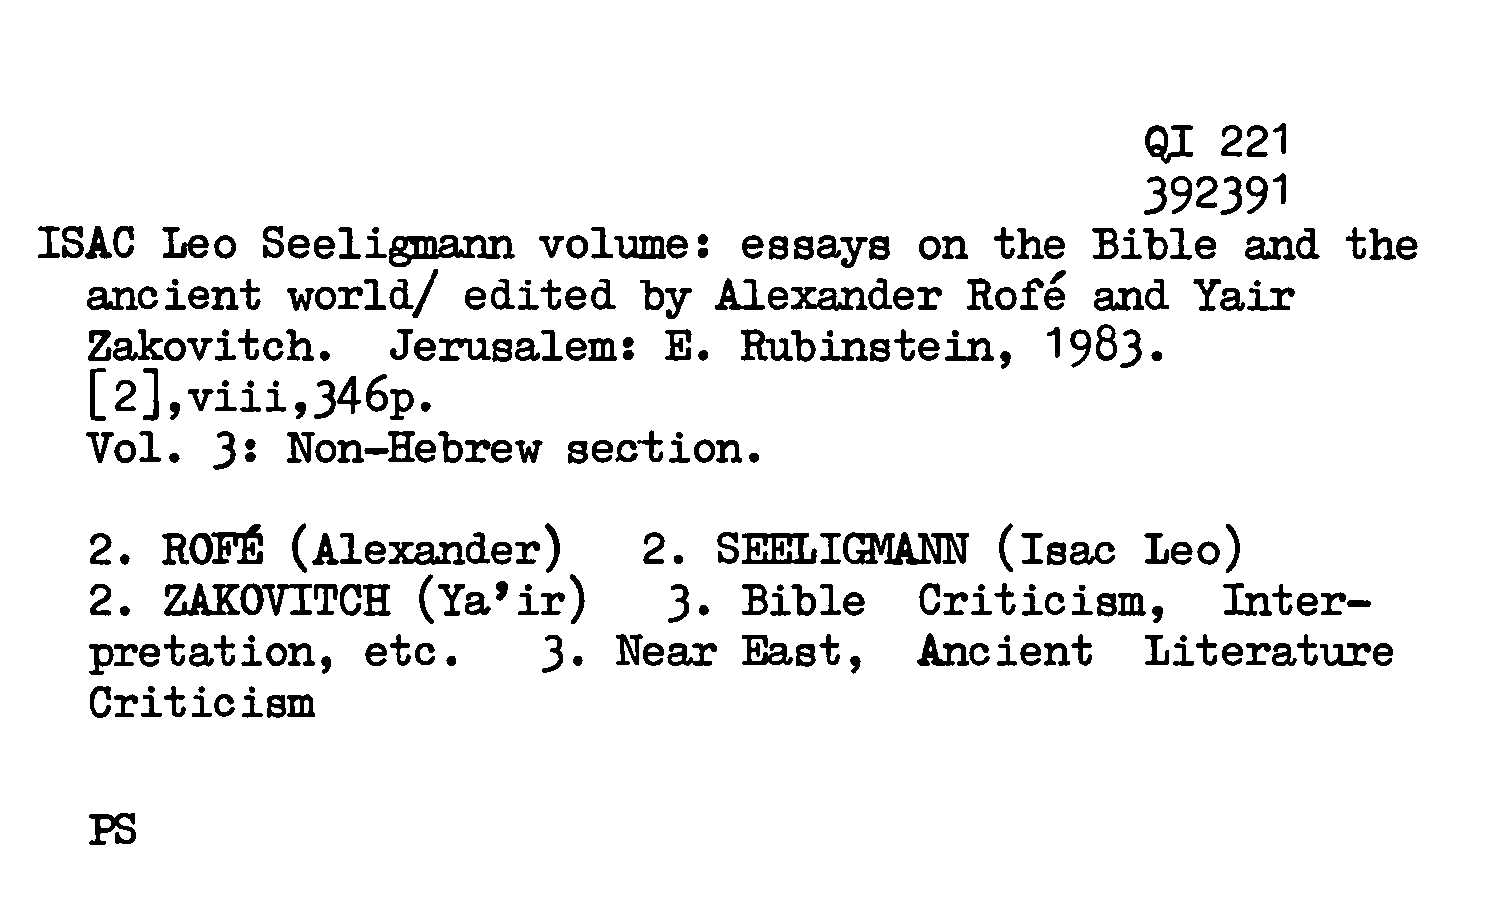 QI 221
392391
ISAC Leo Seeligmann volume: essays on the Bible and the
ancient world/ edited by Alexander Rofé and Yair
Zakovitch. Jerusalem: E. Rubinstein, 1983.
[2],viii,346p.
Vol. 3: Non-Hebrew section.
2. ROFÉ (Alexander) 2. SEELIGMANN (Isac Leo)
2. ZAKOVITCH (Ya'ir) 3. Bible Criticism, Inter-
pretation, etc. 3. Near East, Ancient Literature
Criticism
PS